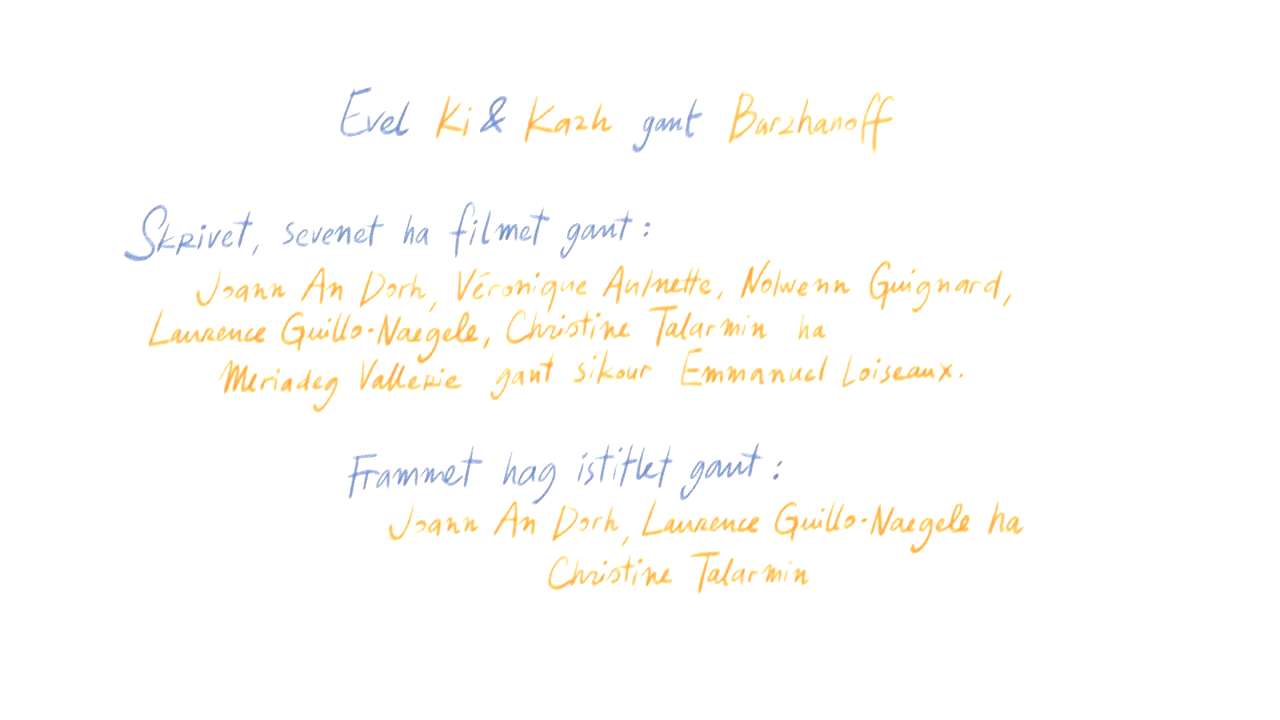 Evel Ki & Kazh gant Barzhanoff
Skrivet, sevenet ha filmet gant :
Joann An Dorh, Véronique Aulnette, Nolwenn Guignard,
Laurence Guillo-Naegele, Christine Talarmin ha
Meriadeg Vallerie gant sikour Emmanuel Loiseaux.
Frammet hag istitlet gant :
Joann An Dorh, Laurence Guillo-Naegele ha
Christine Talarmin